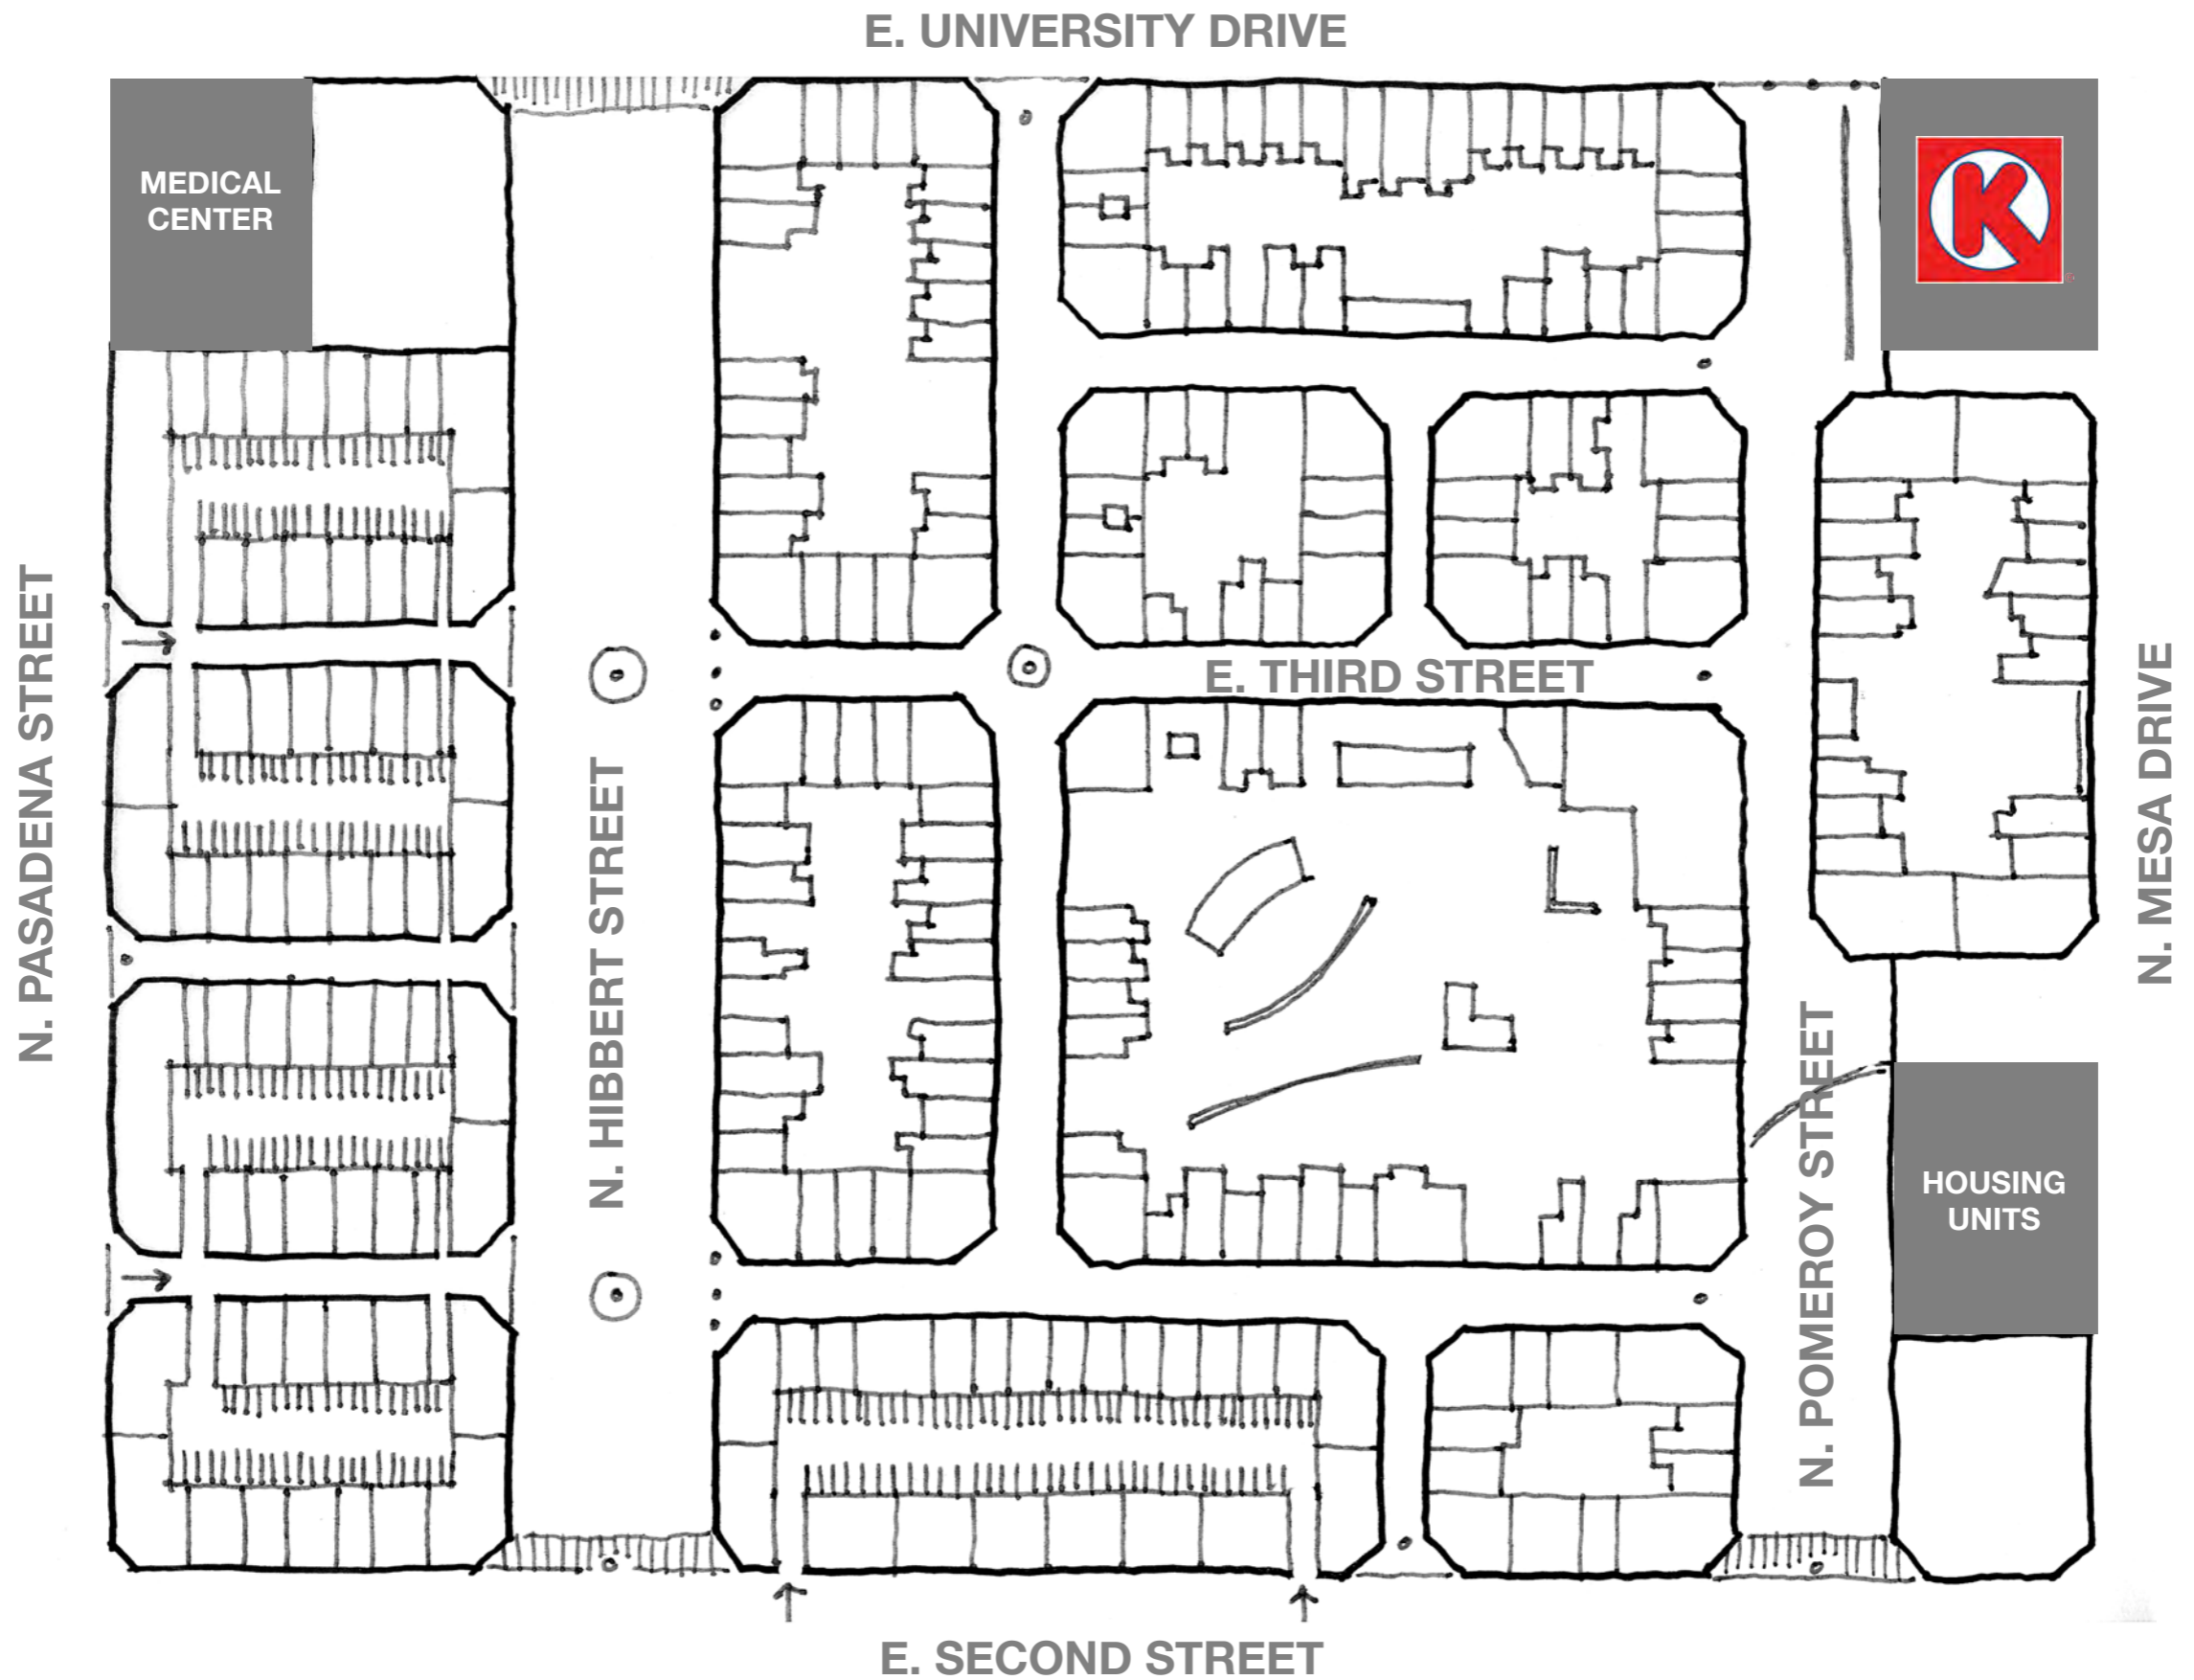 E. UNIVERSITY DRIVE
MEDICAL
CENTER
K
N. PASADENA STREET
N. HIBBERT STREET
E. THIRD STREET
N. MESA DRIVE
N. POMEROY STREET
HOUSING
UNITS
E. SECOND STREET